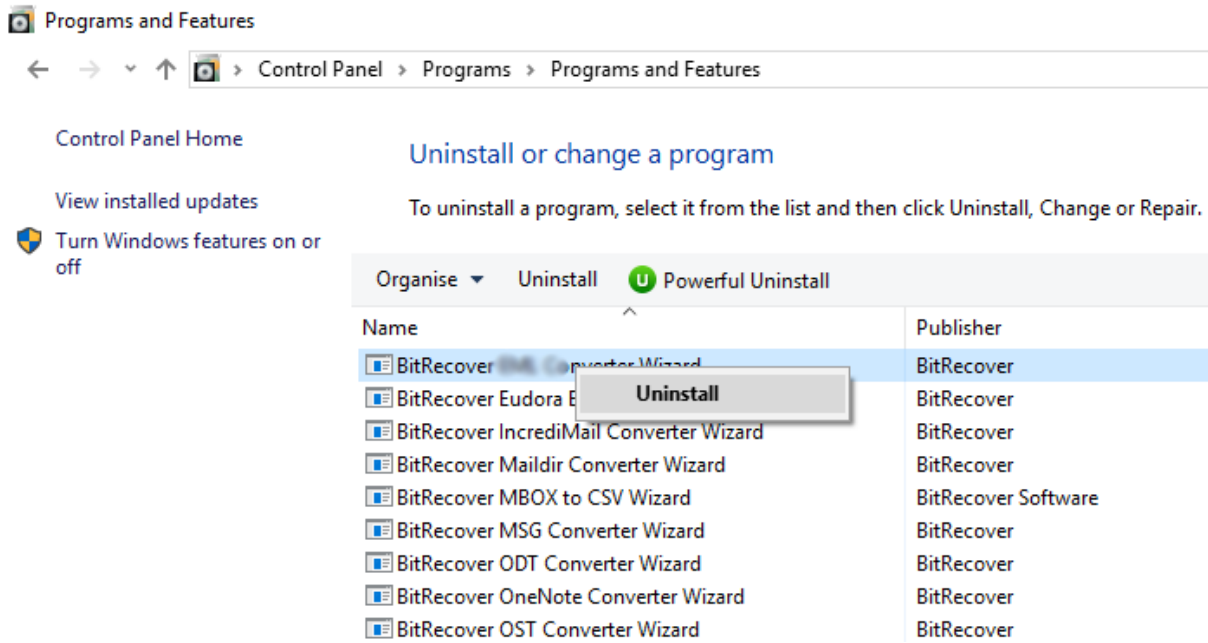 Programs and Features
Control Panel > Programs > Programs and Features
Control Panel Home
View installed updates
Turn Windows features on or
off
Uninstall or change a program
To uninstall a program, select it from the list and then click Uninstall, Change or Repair.
Organise Uninstall U Powerful Uninstall
Name Publisher
BitRecover Converter Wizard BitRecover
Uninstall
BitRecover Eudora BitRecover
BitRecover IncrediMail Converter Wizard BitRecover
BitRecover Maildir Converter Wizard BitRecover
BitRecover MBOX to CSV Wizard BitRecover Software
BitRecover MSG Converter Wizard BitRecover
BitRecover ODT Converter Wizard BitRecover
BitRecover OneNote Converter Wizard BitRecover
BitRecover OST Converter Wizard BitRecover